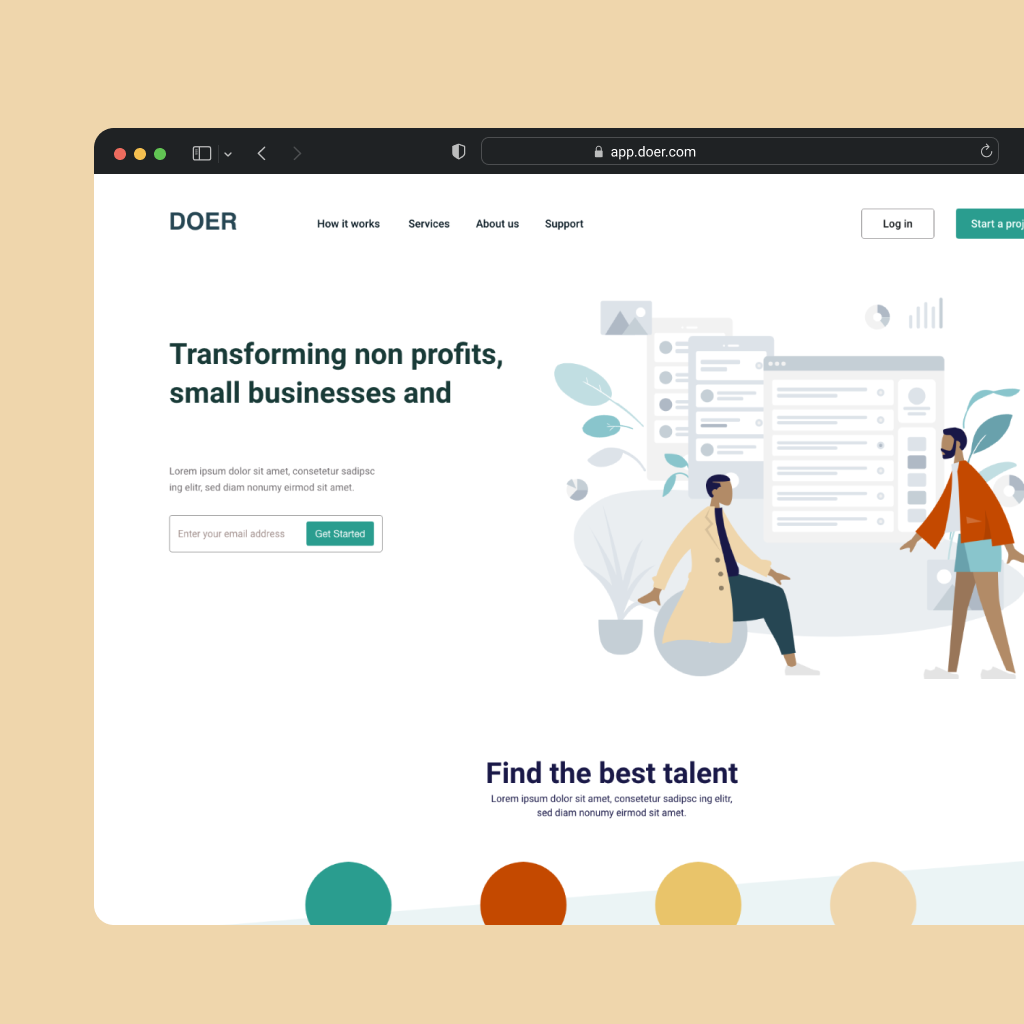 app.doer.com
DOER
How it works
Services
About us
Support
Log in
Start a proj
Transforming non profits,
small businesses and
Lorem ipsum dolor sit amet, consetetur sadipsc
ing elitr, sed diam nonumy eirmod sit amet.
Enter your email address
Get Started
Find the best talent
Lorem ipsum dolor sit amet, consetetur sadipsc ing elitr,
sed diam nonumy eirmod sit amet.